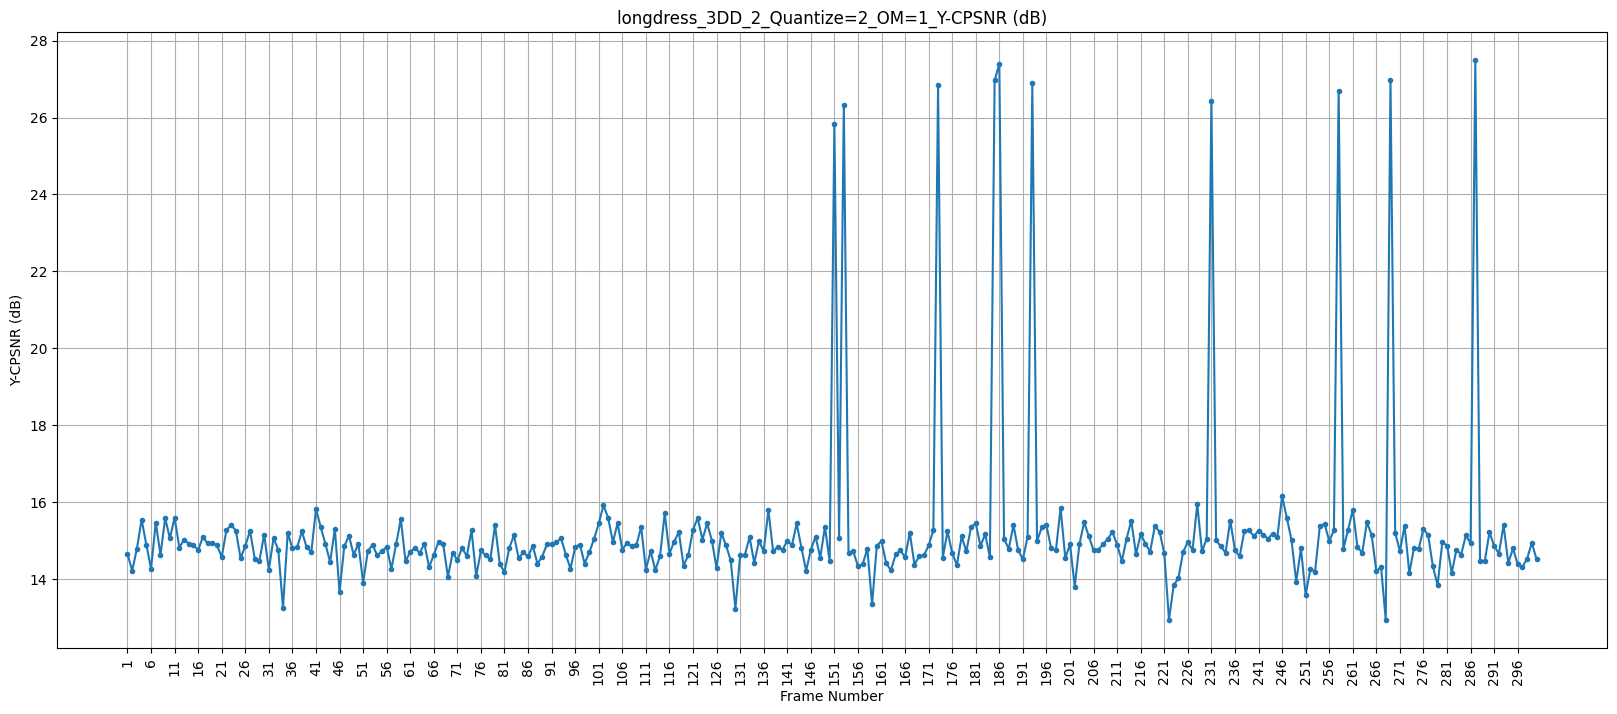 longdress_3DD_2_Quantize=2_OM=1_Y-CPSNR (dB)
28
26
24
22
20
18
16
14
Y-CPSNR (dB)
1 6 11 16 21 26 31 36 41 46 51 56 61 66 71 76 81 86 91 96 101 106 111 116 121 126 131 136 141 146 151 156 161 166 171 176 181 186 191 196 201 206 211 216 221 226 231 236 241 246 251 256 261 266 271 276 281 286 291 296
Frame Number